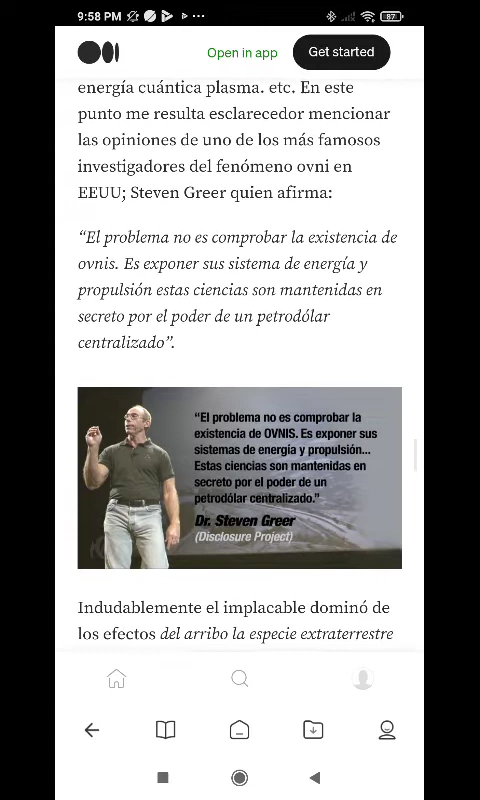 9:58 PM
87
Open in app
Get started
energía cuántica plasma. etc. En este
punto me resulta esclarecedor mencionar
las opiniones de uno de los más famosos
investigadores del fenómeno ovni en
EEUU; Steven Greer quien afirma:
“El problema no es comprobar la existencia de
ovnis. Es exponer sus sistema de energía y
propulsión estas ciencias son mantenidas en
secreto por el poder de un petrodólar
centralizado”.
“El problema no es comprobar la
existencia de OVNIS. Es exponer sus
sistemas de energía y propulsión...
Estas ciencias son mantenidas en
secreto por el poder de un
petrodólar centralizado.”
Dr. Steven Greer
(Disclosure Project)
Indudablemente el implacable dominó de
los efectos del arribo la especie extraterrestre